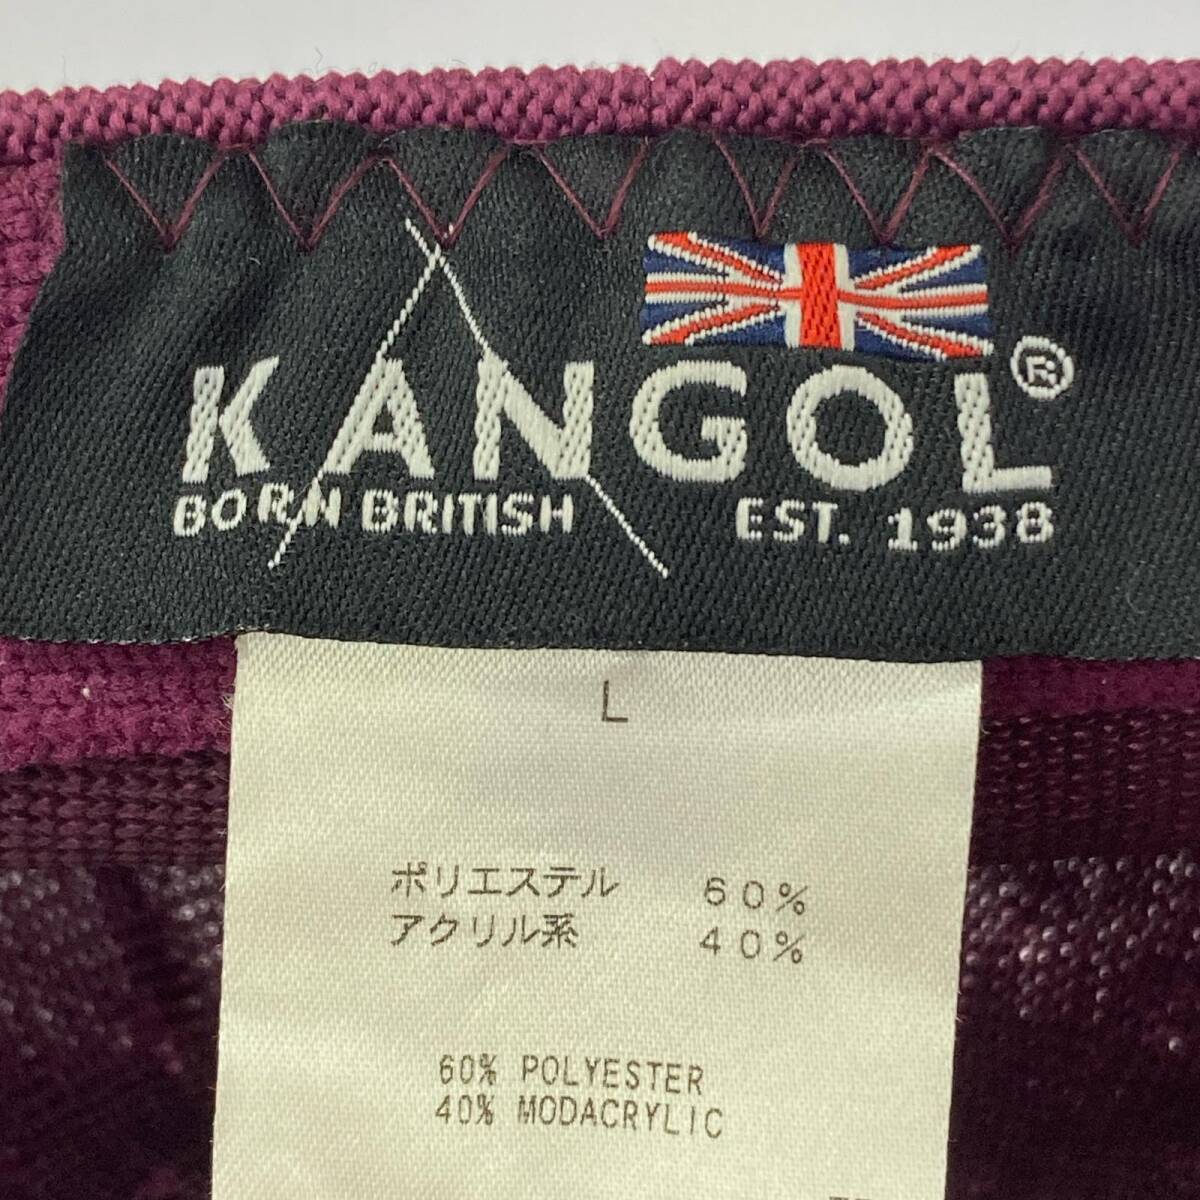 KANGOL®
BORN BRITISH EST. 1938
L
ポリエステル 60%
アクリル系 40%
60% POLYESTER
40% MODACRYLIC